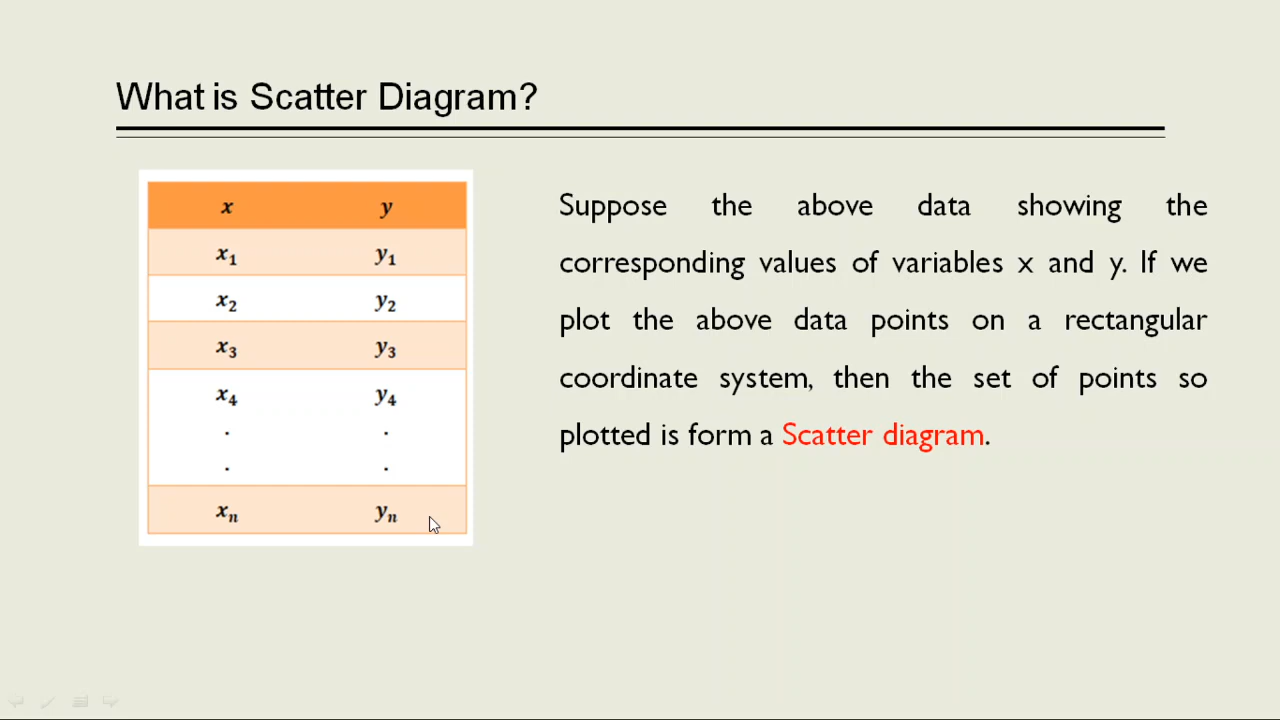 What is Scatter Diagram?
x y
x₁ y₁
x₂ y₂
x₃ y₃
x₄ y₄
. .
. .
xₙ yₙ
Suppose the above data showing the
corresponding values of variables x and y. If we
plot the above data points on a rectangular
coordinate system, then the set of points so
plotted is form a Scatter diagram.